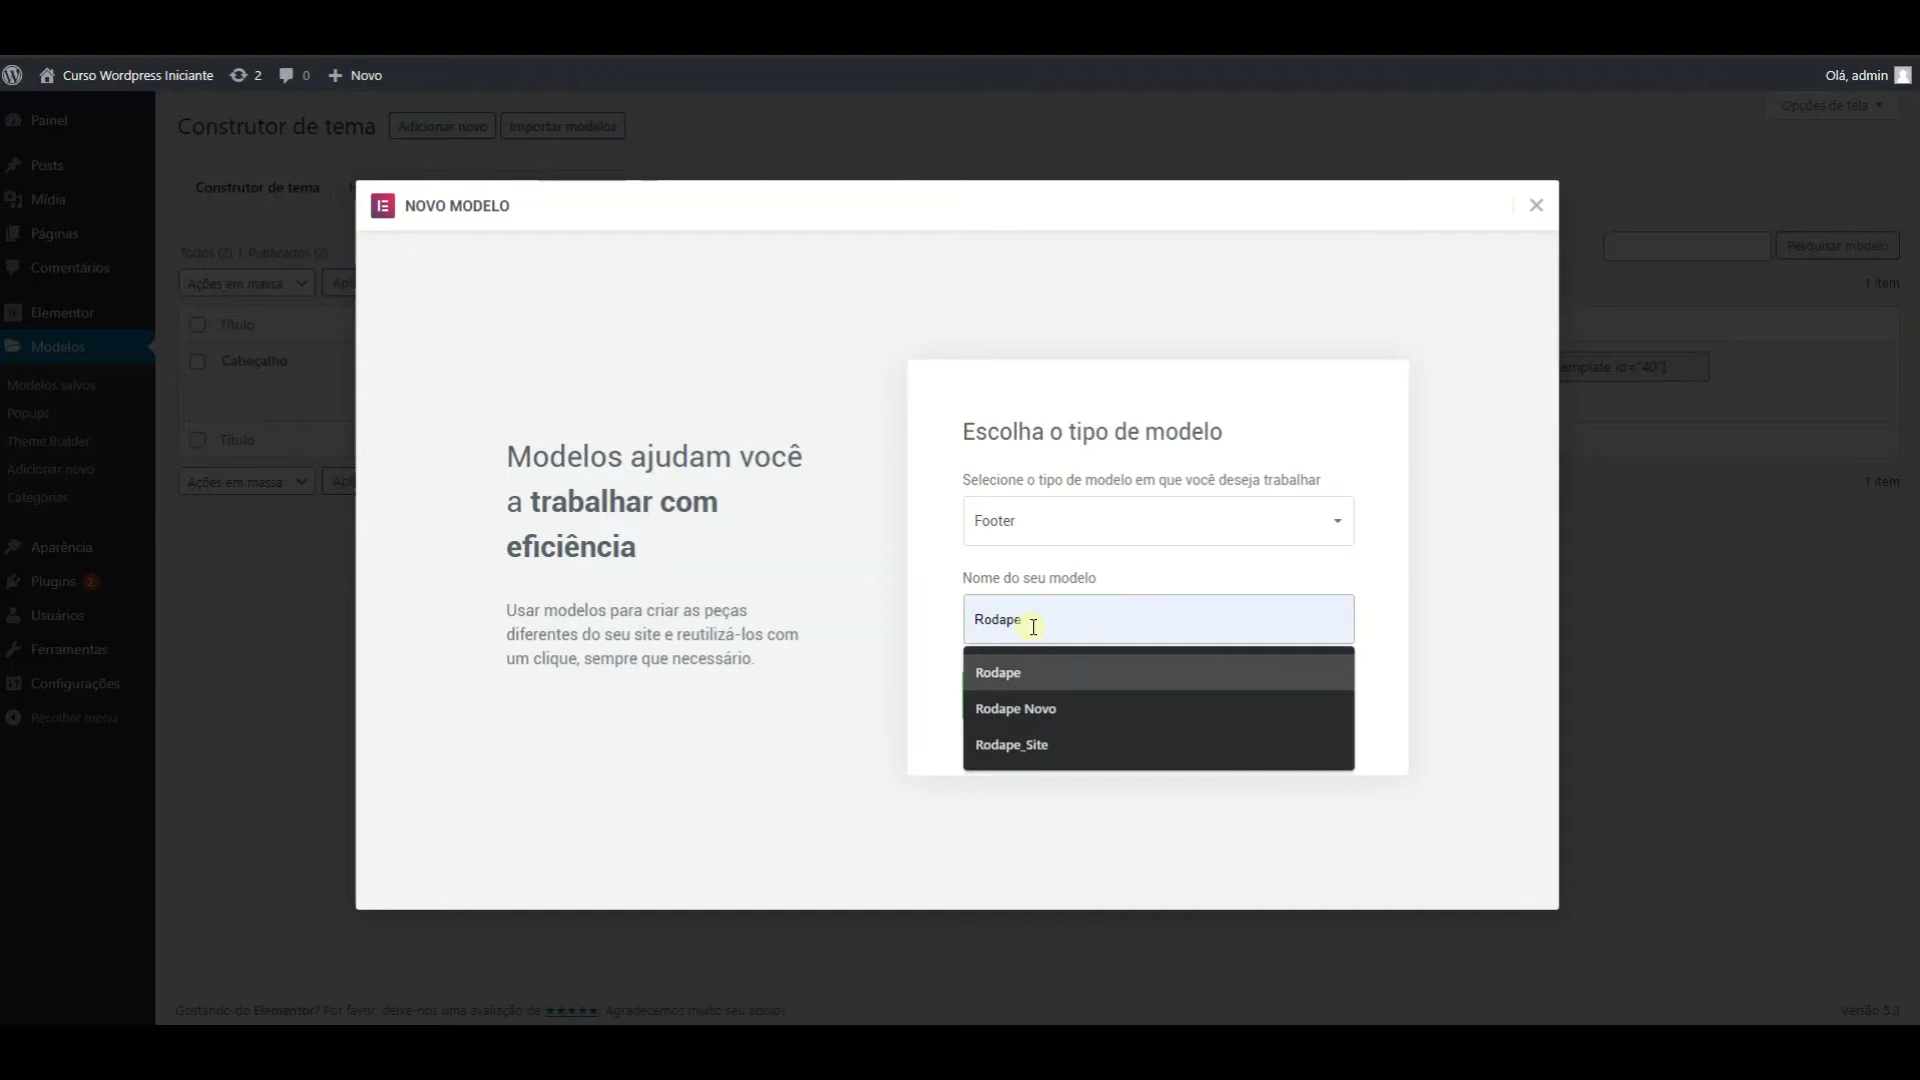 Curso Wordpress Iniciante 2 0 Novo
Olá, admin
Opções de tela
Painel
Posts
Mídia
Páginas
Comentários
Elementor
Modelos
Modelos salvos
Popups
Theme Builder
Adicionar novo
Categorias
Aparência
Plugins 2
Usuários
Ferramentas
Configurações
Recolher menu
Construtor de tema Adicionar novo Importar modelos
Construtor de tema
Todos (2) | Publicados (2)
Pesquisar modelo
Ações em massa
1 item
Título
Cabeçalho
emplate id="40"]
Título
Ações em massa
1 item
NOVO MODELO
Modelos ajudam você
a trabalhar com
eficiência
Usar modelos para criar as peças
diferentes do seu site e reutilizá-los com
um clique, sempre que necessário.
Escolha o tipo de modelo
Selecione o tipo de modelo em que você deseja trabalhar
Footer
Nome do seu modelo
Rodape
Rodape
Rodape Novo
Rodape_Site
Gostando do Elementor? Por favor, deixe-nos uma avaliação de ★★★★★. Agradecemos muito seu apoio!
Versão 5.3